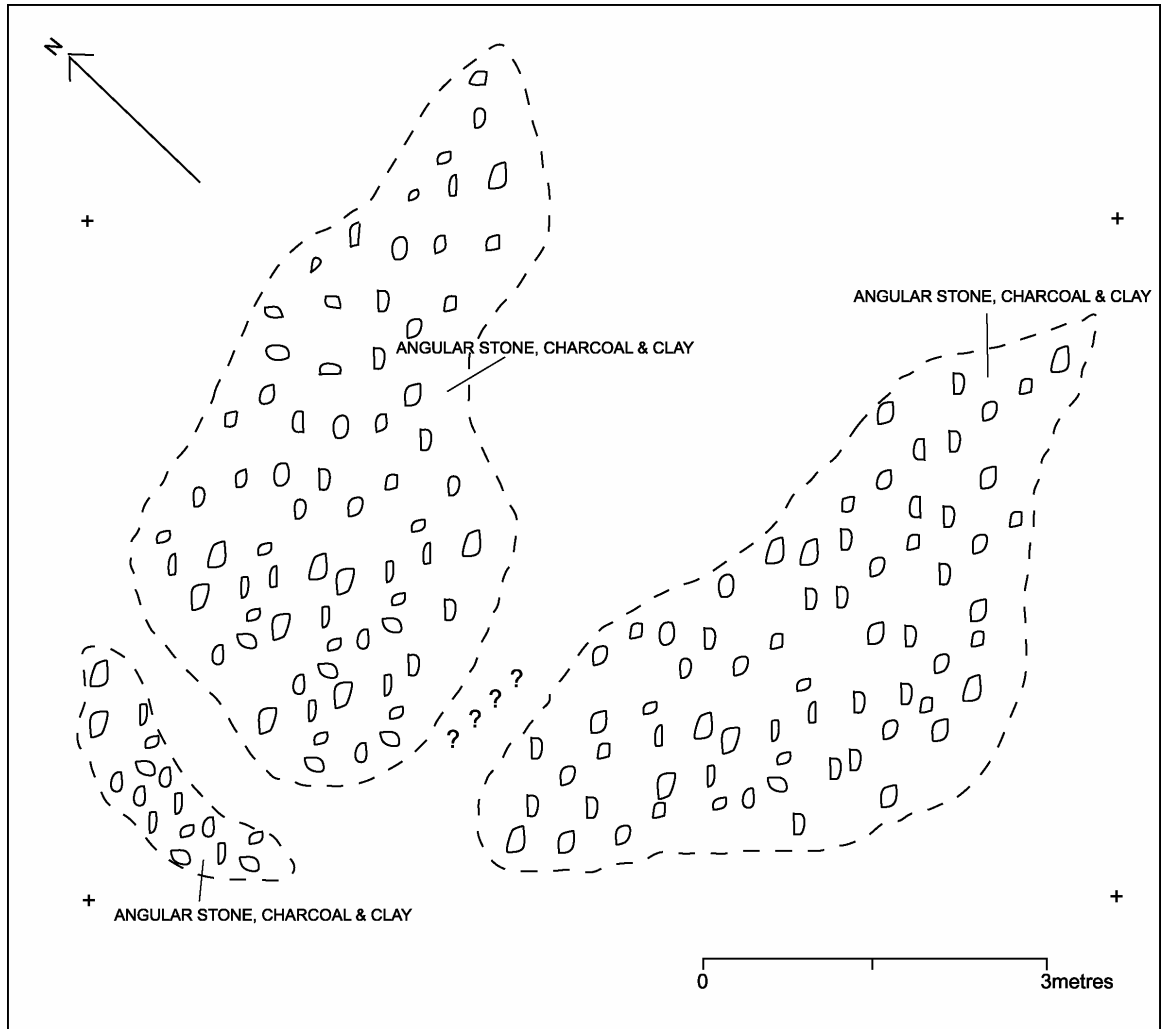 N
ANGULAR STONE, CHARCOAL & CLAY
ANGULAR STONE, CHARCOAL & CLAY
?
?
?
?
ANGULAR STONE, CHARCOAL & CLAY
0 3metres